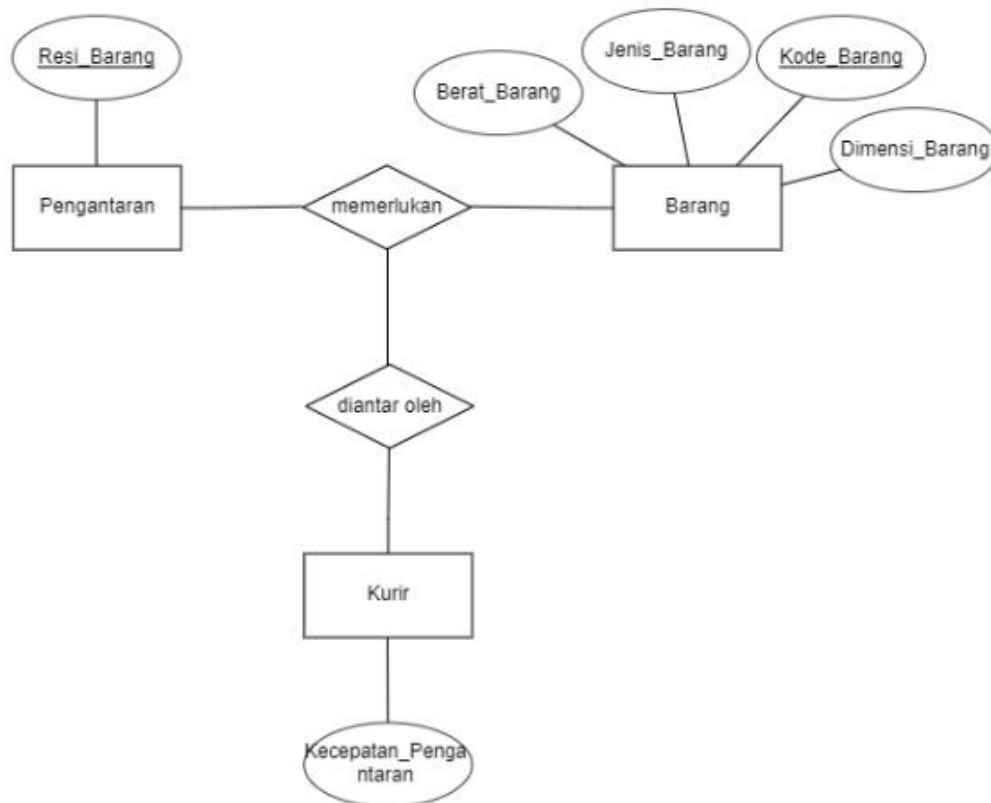 Resi_Barang
Jenis_Barang
Kode_Barang
Berat_Barang
Dimensi_Barang
Pengantaran
memerlukan
Barang
diantar oleh
Kurir
Kecepatan_Penga
ntaran